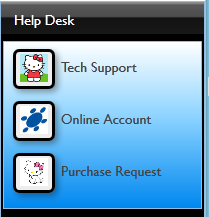 Help Desk
Tech Support
Online Account
Purchase Request